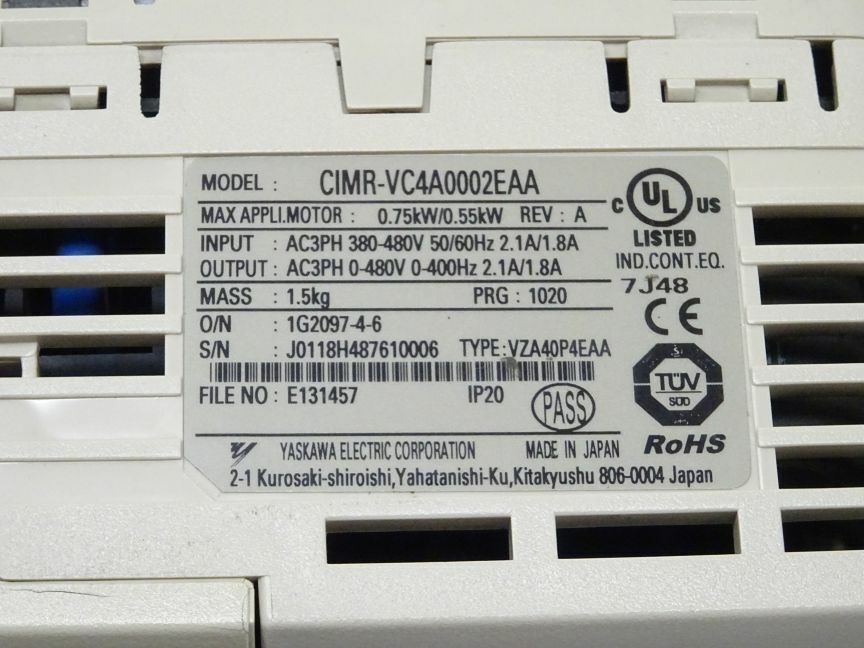 MODEL : CIMR-VC4A0002EAA
MAX APPLI.MOTOR : 0.75kW/0.55kW REV : A
INPUT : AC3PH 380-480V 50/60Hz 2.1A/1.8A
OUTPUT : AC3PH 0-480V 0-400Hz 2.1A/1.8A
MASS : 1.5kg PRG : 1020
O/N : 1G2097-4-6
S/N : J0118H487610006 TYPE:VZA40P4EAA
FILE NO : E131457 IP20 PASS
YASKAWA ELECTRIC CORPORATION MADE IN JAPAN
2-1 Kurosaki-shiroishi,Yahatanishi-Ku,Kitakyushu 806-0004 Japan
C UL US
LISTED
IND.CONT.EQ.
7J48
CE
TÜV
SÜD
RoHS